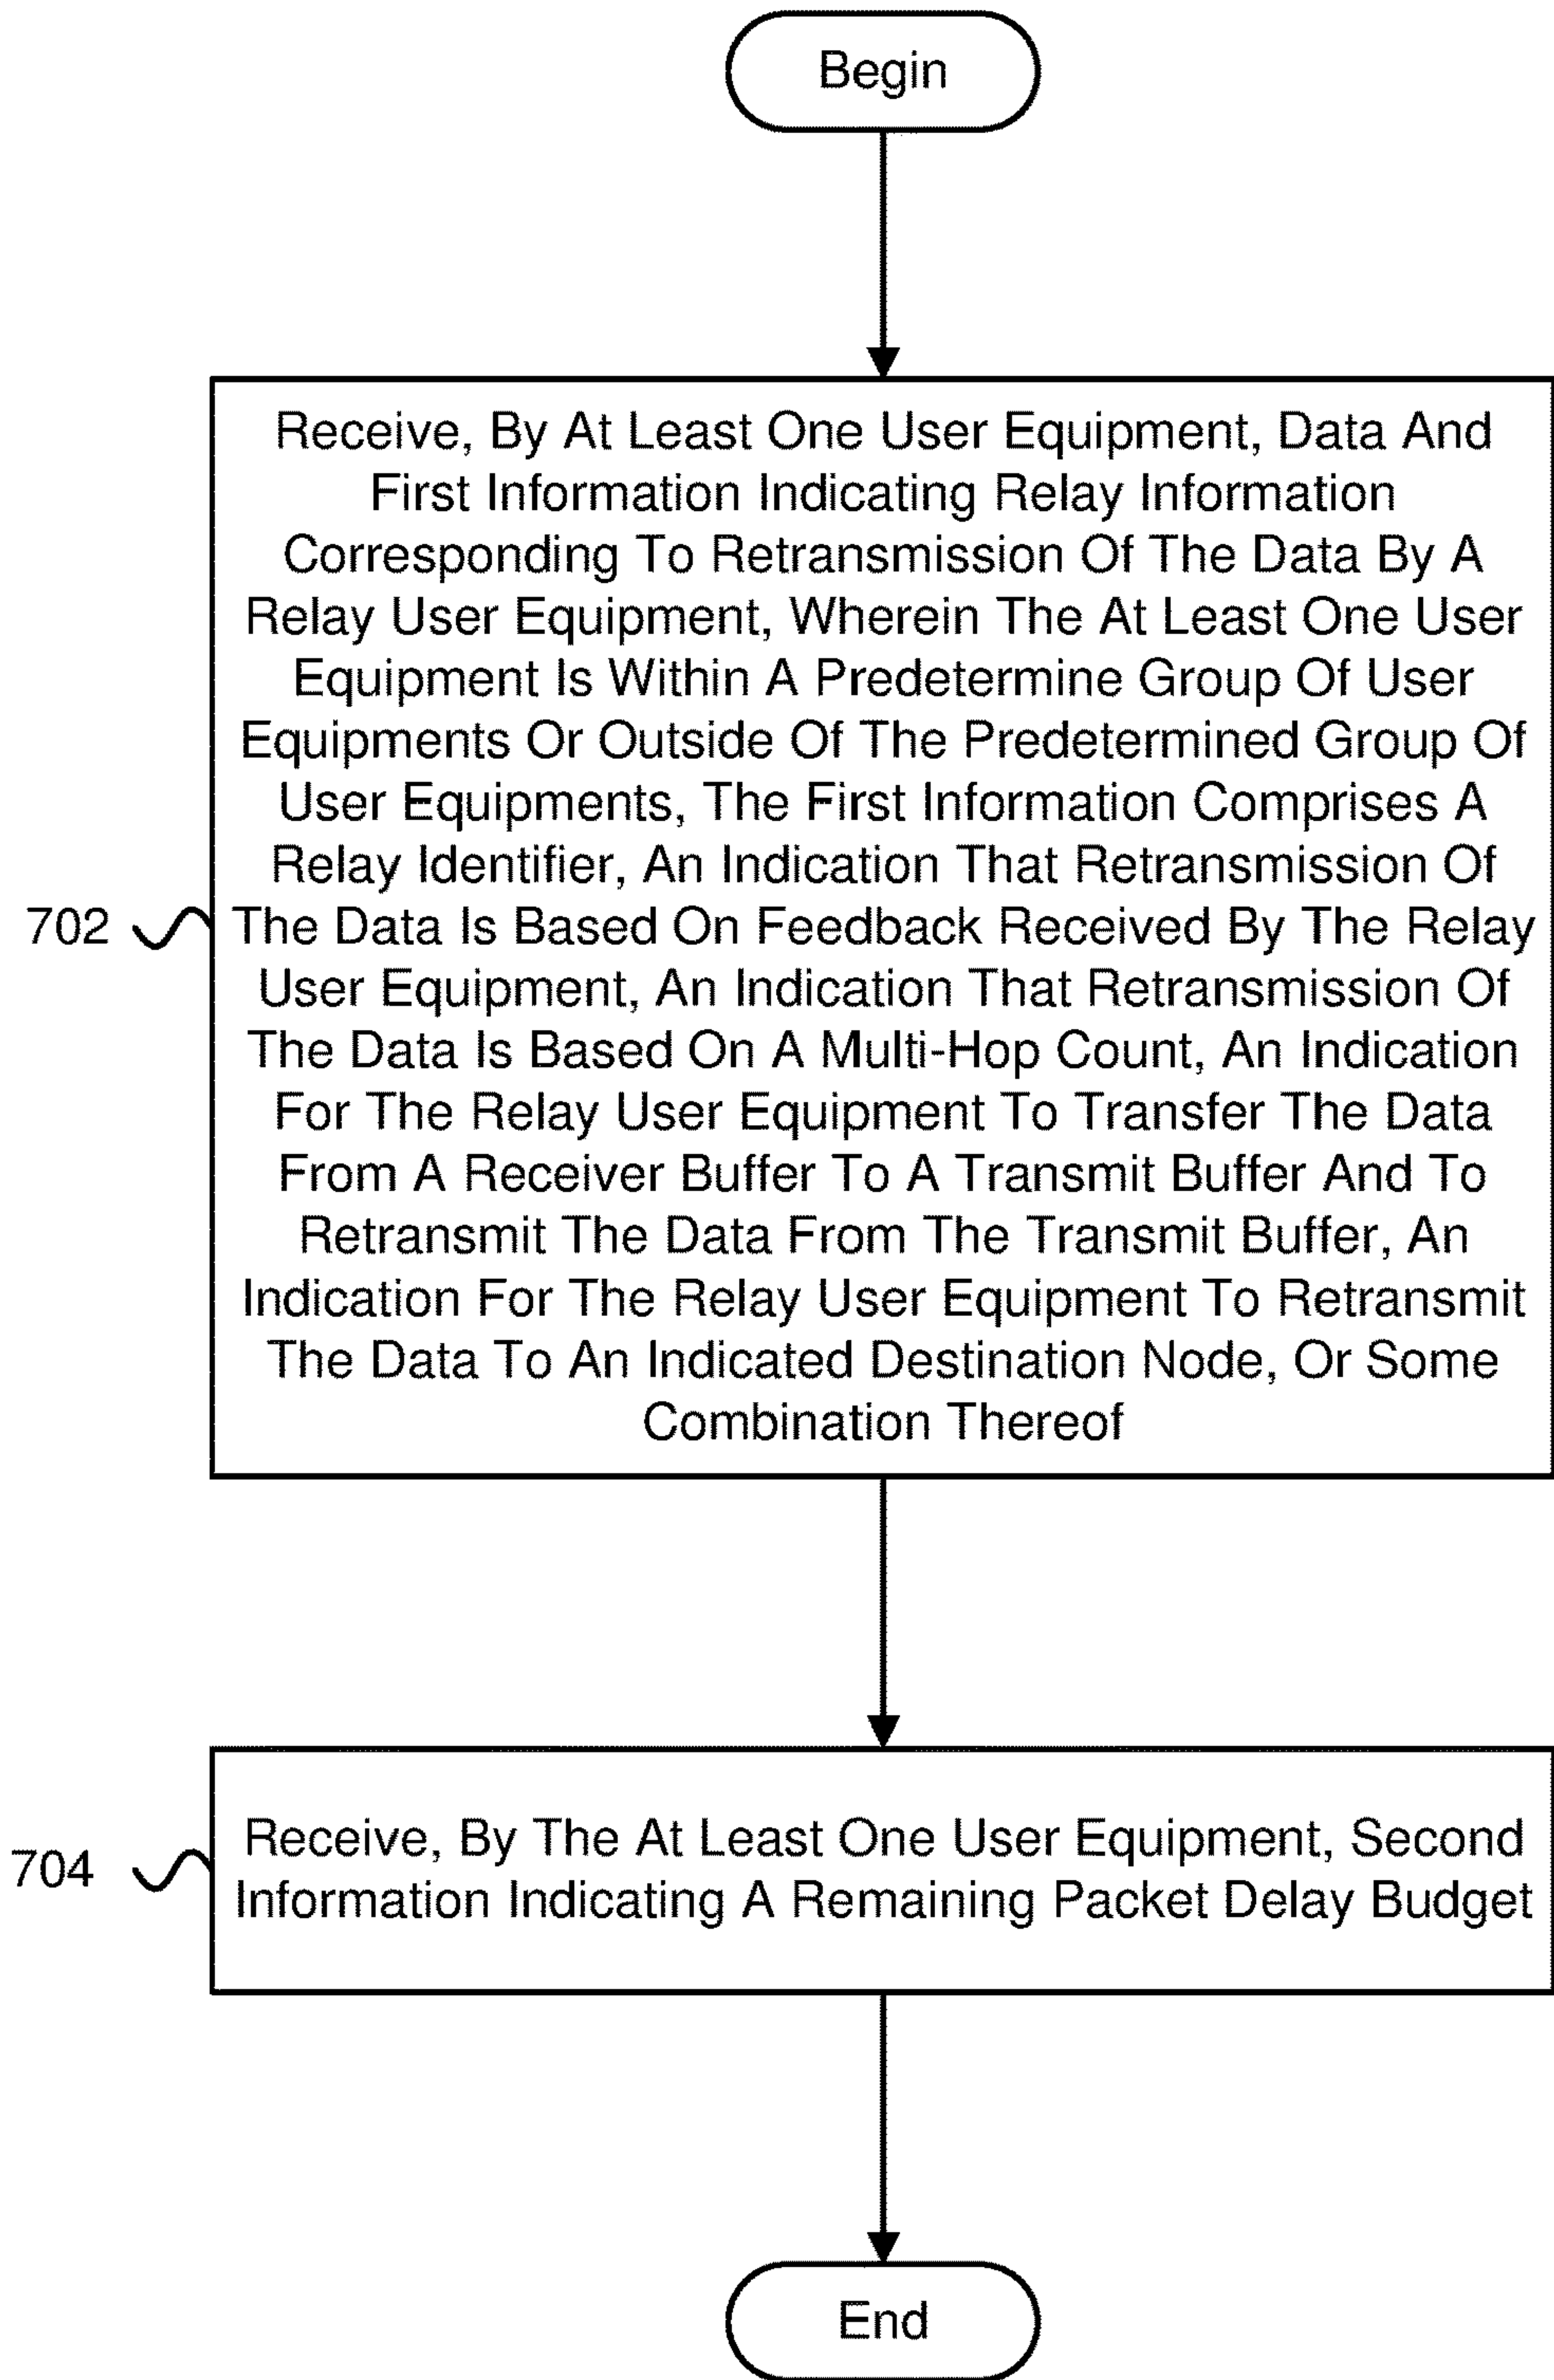 Begin
Receive, By At Least One User Equipment, Data And
First Information Indicating Relay Information
Corresponding To Retransmission Of The Data By A
Relay User Equipment, Wherein The At Least One User
Equipment Is Within A Predetermine Group Of User
Equipments Or Outside Of The Predetermined Group Of
User Equipments, The First Information Comprises A
Relay Identifier, An Indication That Retransmission Of
702
The Data Is Based On Feedback Received By The Relay
User Equipment, An Indication That Retransmission Of
The Data Is Based On A Multi-Hop Count, An Indication
For The Relay User Equipment To Transfer The Data
From A Receiver Buffer To A Transmit Buffer And To
Retransmit The Data From The Transmit Buffer, An
Indication For The Relay User Equipment To Retransmit
The Data To An Indicated Destination Node, Or Some
Combination Thereof
704
Receive, By The At Least One User Equipment, Second
Information Indicating A Remaining Packet Delay Budget
End